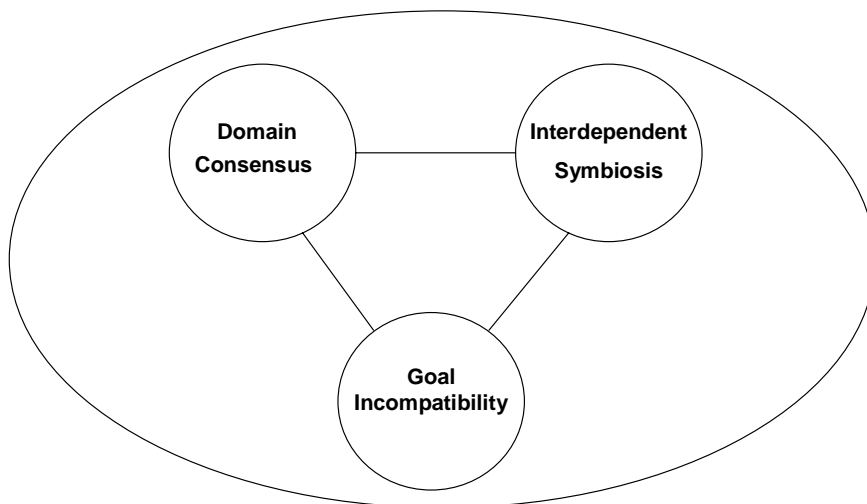 Domain
Consensus
Interdependent
Symbiosis
Goal
Incompatibility